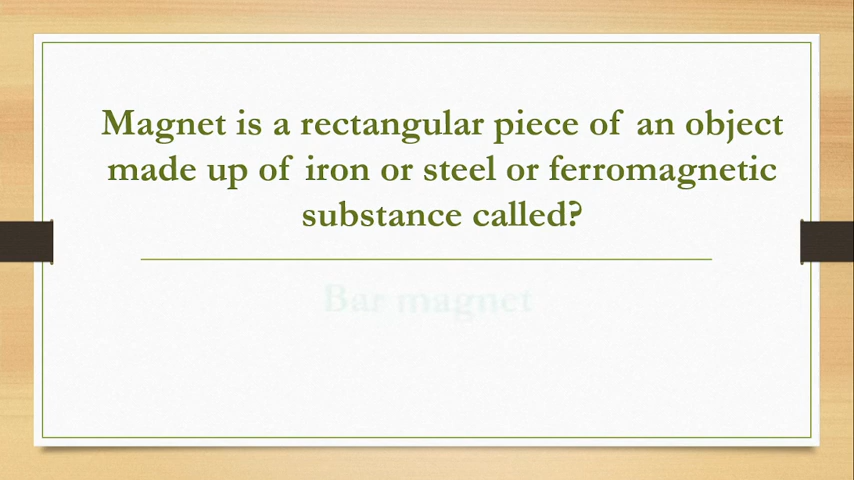 Magnet is a rectangular piece of an object
made up of iron or steel or ferromagnetic
substance called?
Bar magnet